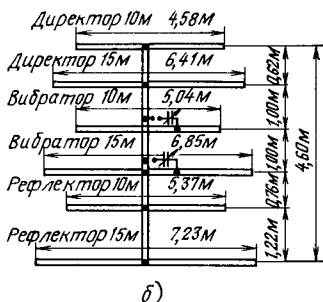 Директор 10м 4,58м
Директор 15м 6,41м
Вибратор 10м 5,04м
Вибратор 15м 6,85м
Рефлектор 10м 5,37м
Рефлектор 15м 7,23м
0,62м
1,00м
1,00м
0,76м
1,22м
4,60м
б)